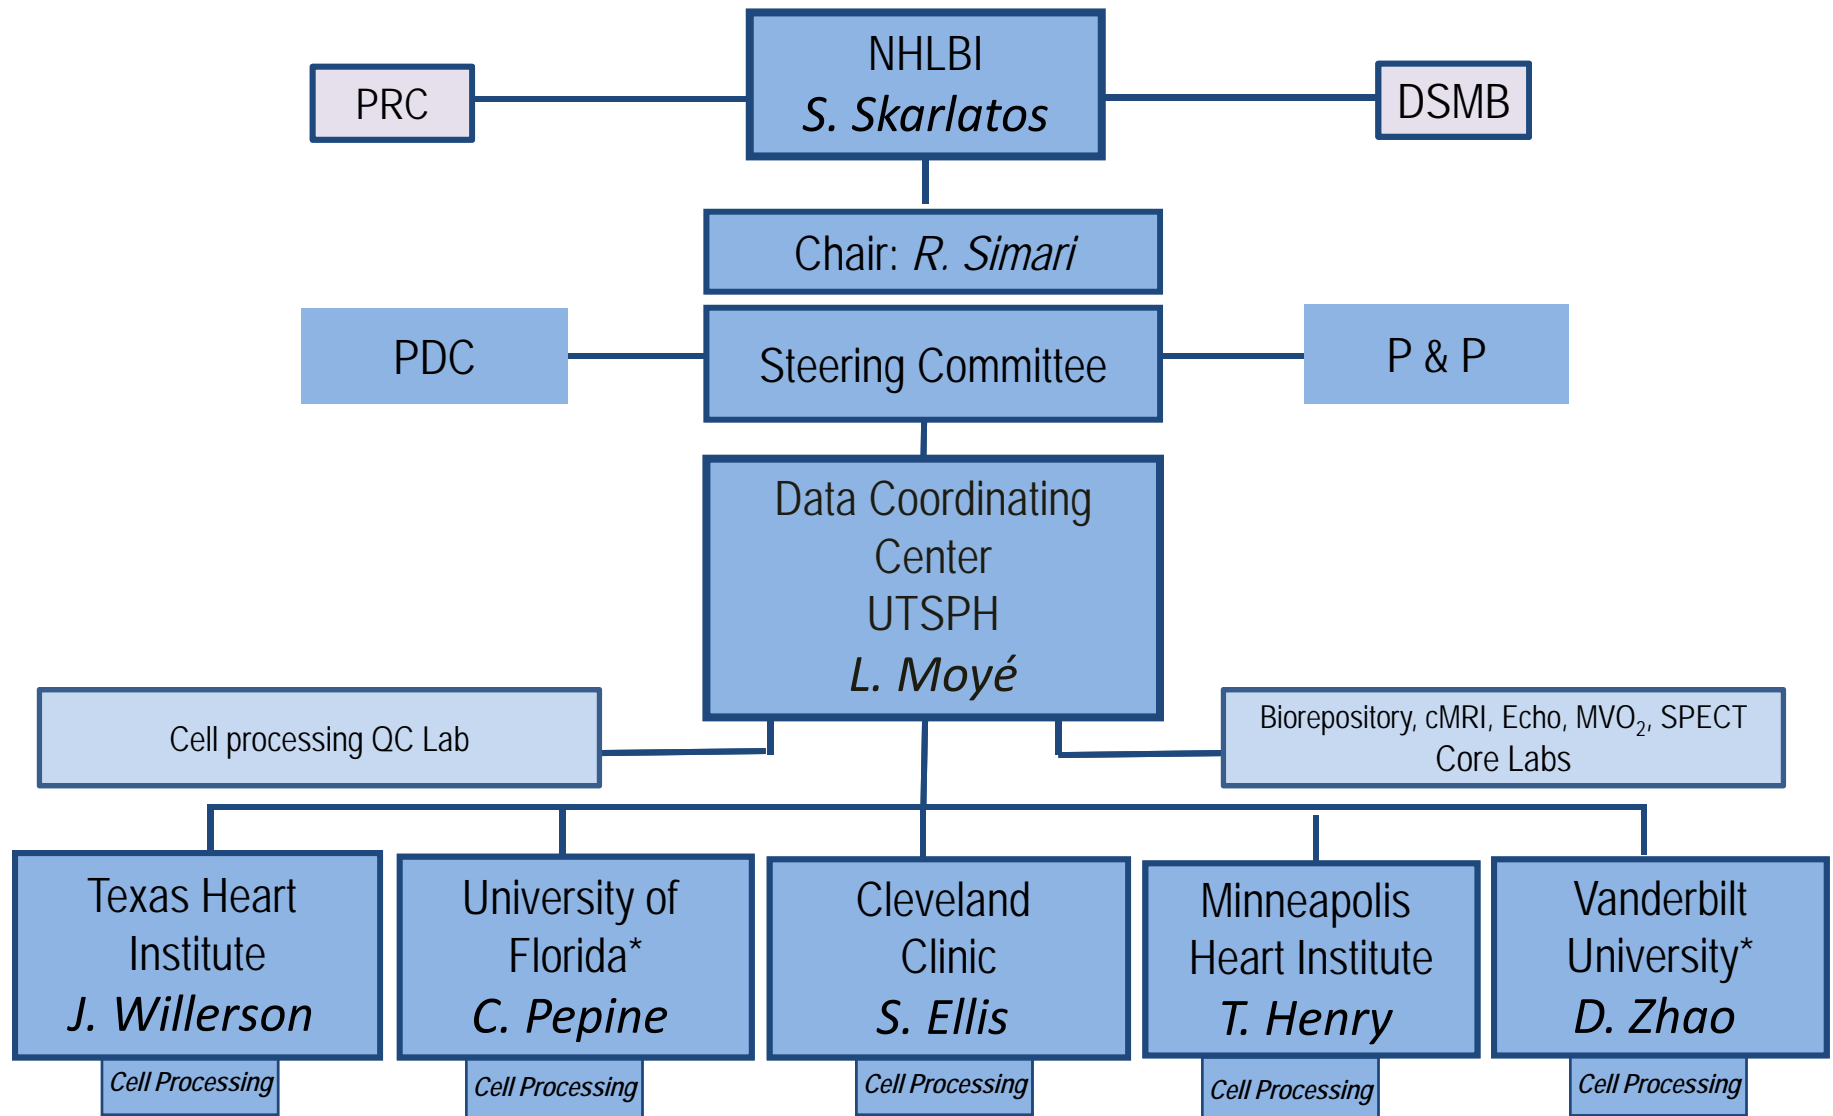 NHLBI
S. Skarlatos
PRC
DSMB
Chair: R. Simari
PDC
Steering Committee
P & P
Data Coordinating
Center
UTSPH
L. Moyé
Cell processing QC Lab
Biorepository, cMRI, Echo, MVO₂, SPECT
Core Labs
Texas Heart
Institute
J. Willerson
Cell Processing
University of
Florida*
C. Pepine
Cell Processing
Cleveland
Clinic
S. Ellis
Cell Processing
Minneapolis
Heart Institute
T. Henry
Cell Processing
Vanderbilt
University*
D. Zhao
Cell Processing